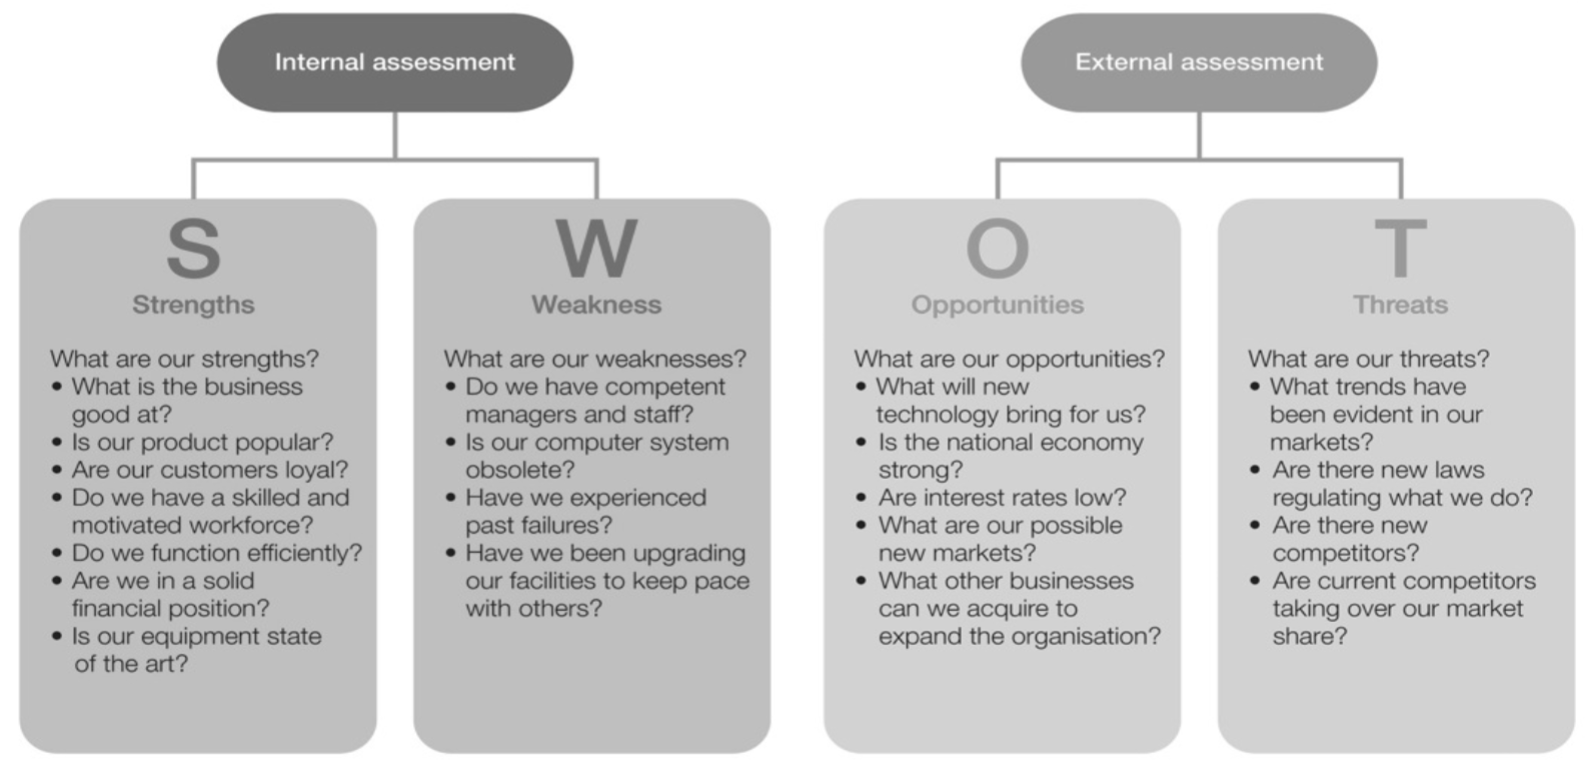 Internal assessment
S
Strengths
What are our strengths?
• What is the business
good at?
• Is our product popular?
• Are our customers loyal?
• Do we have a skilled and
motivated workforce?
• Do we function efficiently?
• Are we in a solid
financial position?
• Is our equipment state
of the art?
W
Weakness
What are our weaknesses?
• Do we have competent
managers and staff?
• Is our computer system
obsolete?
• Have we experienced
past failures?
• Have we been upgrading
our facilities to keep pace
with others?
External assessment
O
Opportunities
What are our opportunities?
• What will new
technology bring for us?
• Is the national economy
strong?
• Are interest rates low?
• What are our possible
new markets?
• What other businesses
can we acquire to
expand the organisation?
T
Threats
What are our threats?
• What trends have
been evident in our
markets?
• Are there new laws
regulating what we do?
• Are there new
competitors?
• Are current competitors
taking over our market
share?